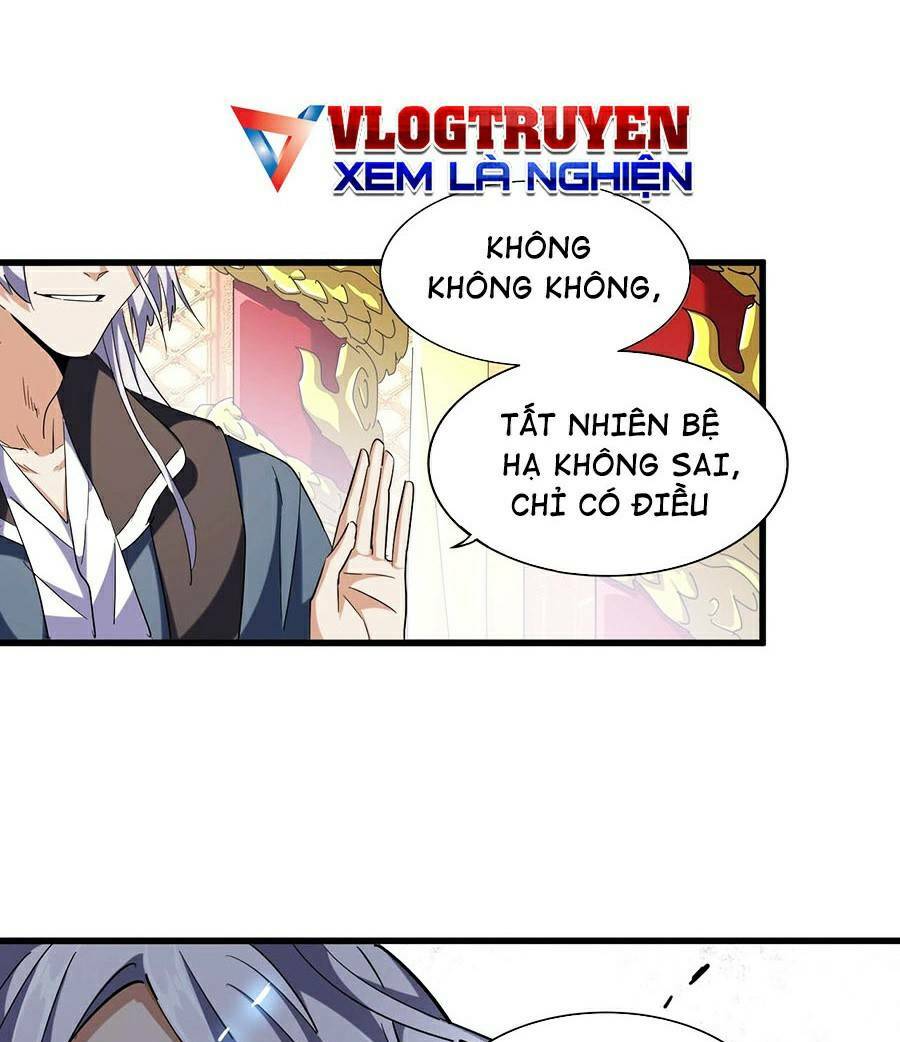 VLOGTRUYEN
XEM LÀ NGHIỆN
KHÔNG
KHÔNG KHÔNG,
TẤT NHIÊN BỆ
HẠ KHÔNG SAI,
CHỈ CÓ ĐIỀU